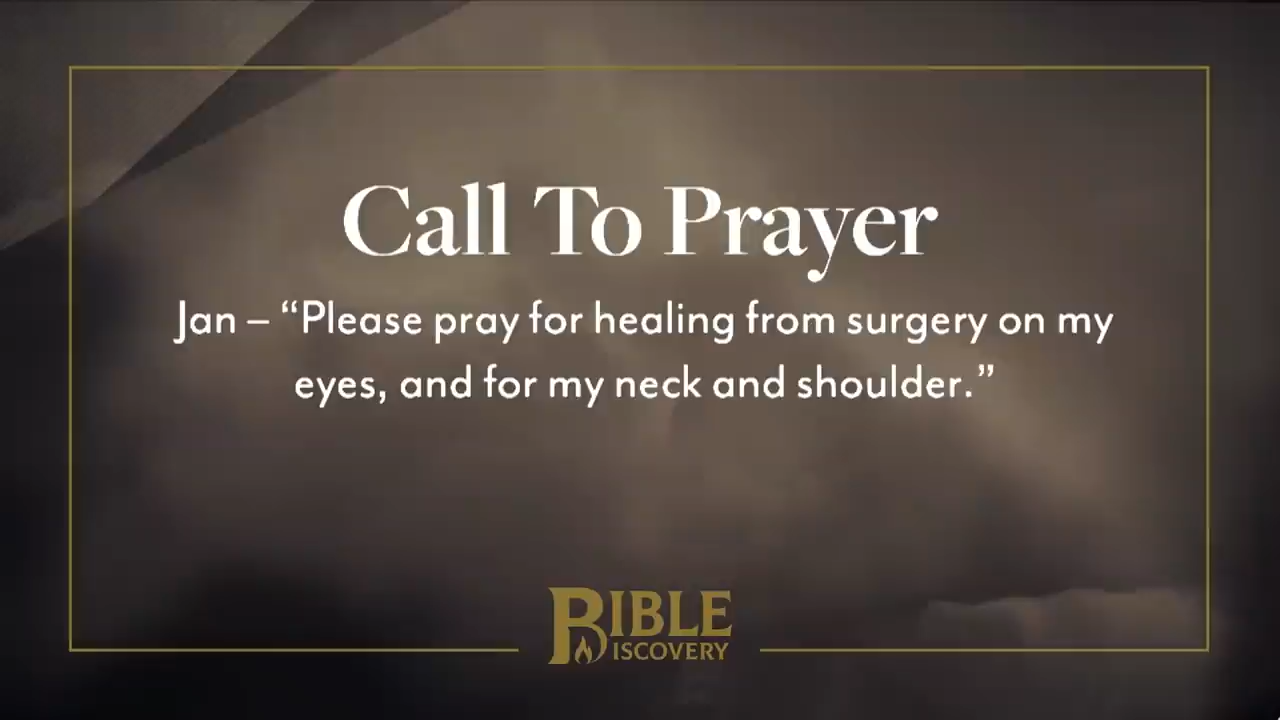 Call To Prayer
Jan – “Please pray for healing from surgery on my
eyes, and for my neck and shoulder.”
BIBLE
DISCOVERY